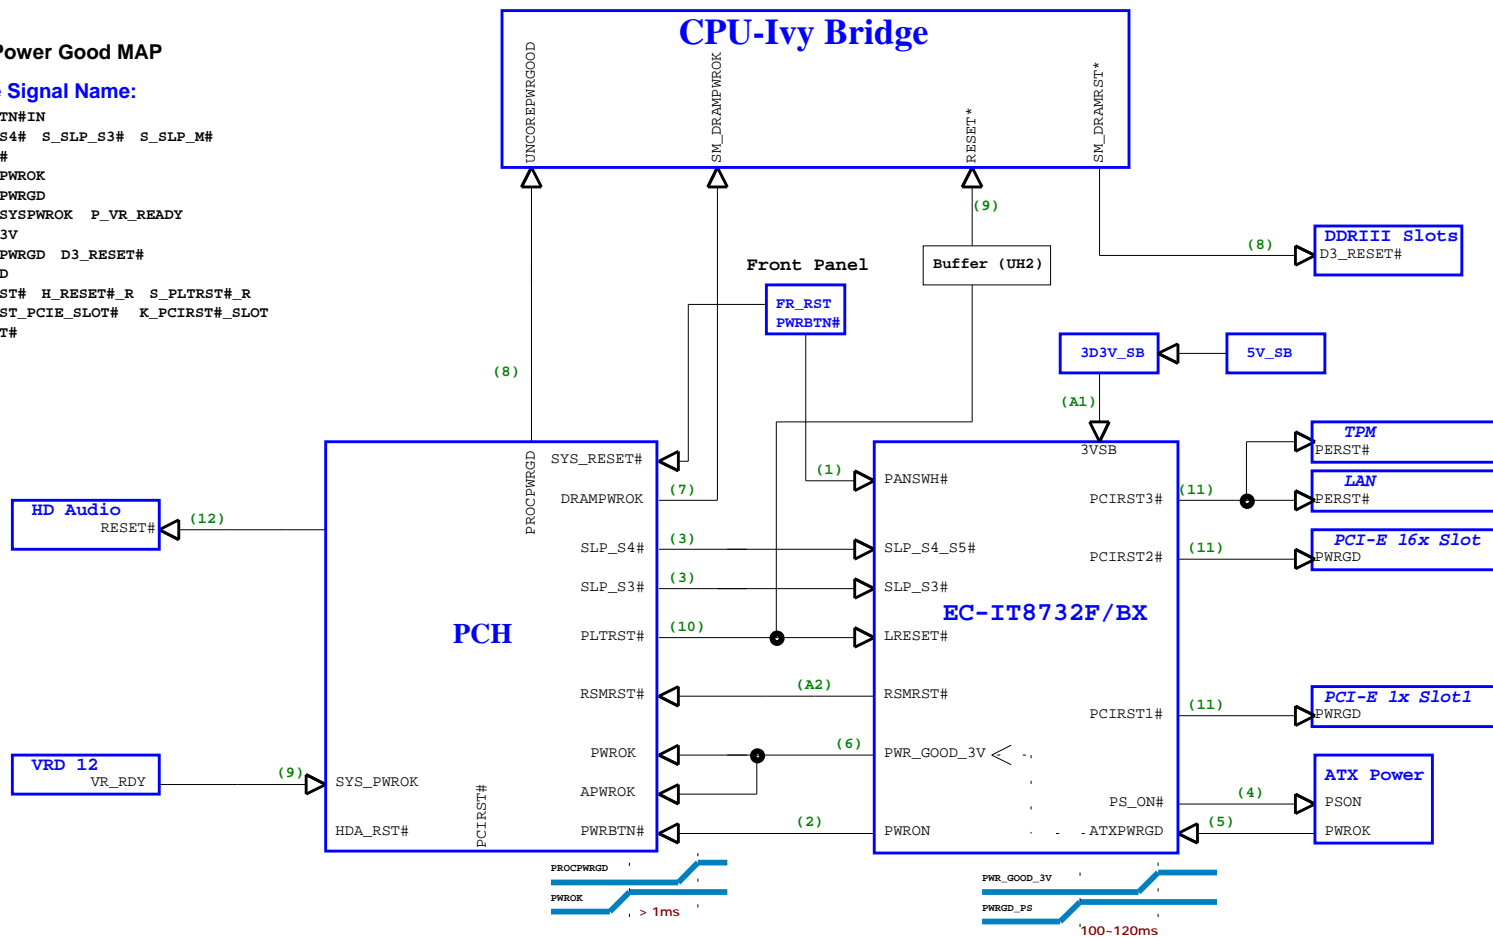 Power Good MAP
Signal Name:
TN#IN
S4# S_SLP_S3# S_SLP_M#
#
PWROK
PWRGD
SYSPWROK P_VR_READY
3V
PWRGD D3_RESET#
D
ST# H_RESET#_R S_PLTRST#_R
ST_PCIE_SLOT# K_PCIRST#_SLOT
T#
CPU-Ivy Bridge
UNCOREPWRGOOD
SM_DRAMPWROK
RESET*
SM_DRAMRST*
(9)
Buffer (UH2)
(8)
DDRIII Slots
D3_RESET#
Front Panel
FR_RST
PWRBTN#
3D3V_SB
5V_SB
(8)
(A1)
PROCPWRGD
SYS_RESET#
DRAMPWROK
(7)
SLP_S4#
(3)
SLP_S3#
(3)
PCH
PLTRST#
(10)
RSMRST#
(A2)
PWROK
(6)
APWROK
PWRBTN#
(2)
SYS_PWROK
HDA_RST#
PCIRST#
HD Audio
RESET#
(12)
VRD 12
VR_RDY
(9)
(1)
3VSB
PANSWH#
SLP_S4_S5#
SLP_S3#
EC-IT8732F/BX
LRESET#
RSMRST#
PWR_GOOD_3V
PWRON
PCIRST3#
(11)
PCIRST2#
(11)
PCIRST1#
(11)
PS_ON#
(4)
ATXPWRGD
(5)
TPM
PERST#
LAN
PERST#
PCI-E 16x Slot
PWRGD
PCI-E 1x Slot1
PWRGD
ATX Power
PSON
PWROK
PROCPWRGD
PWROK
> 1ms
PWR_GOOD_3V
PWRGD_PS
100~120ms